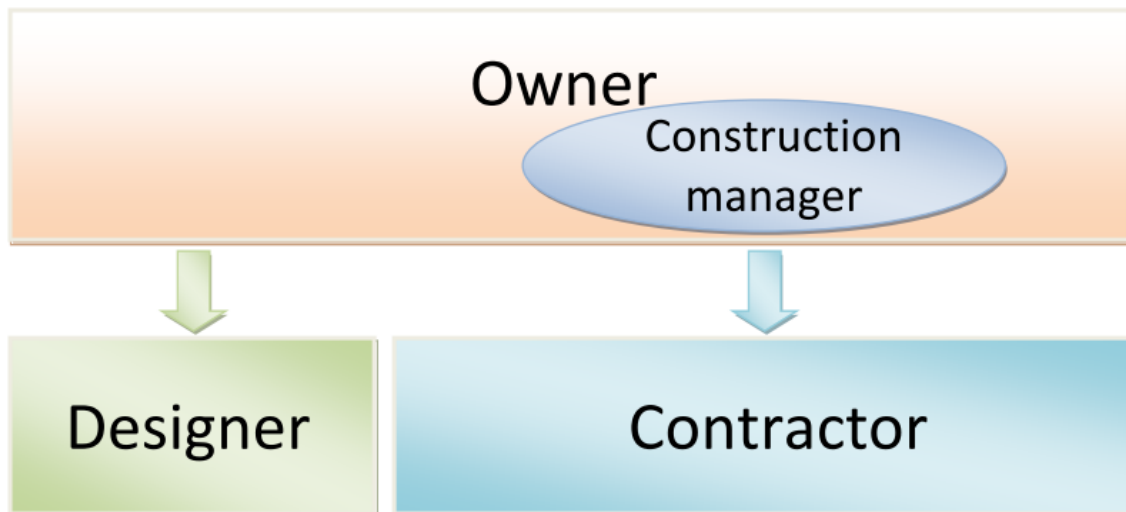 Owner
Construction
manager
Designer
Contractor